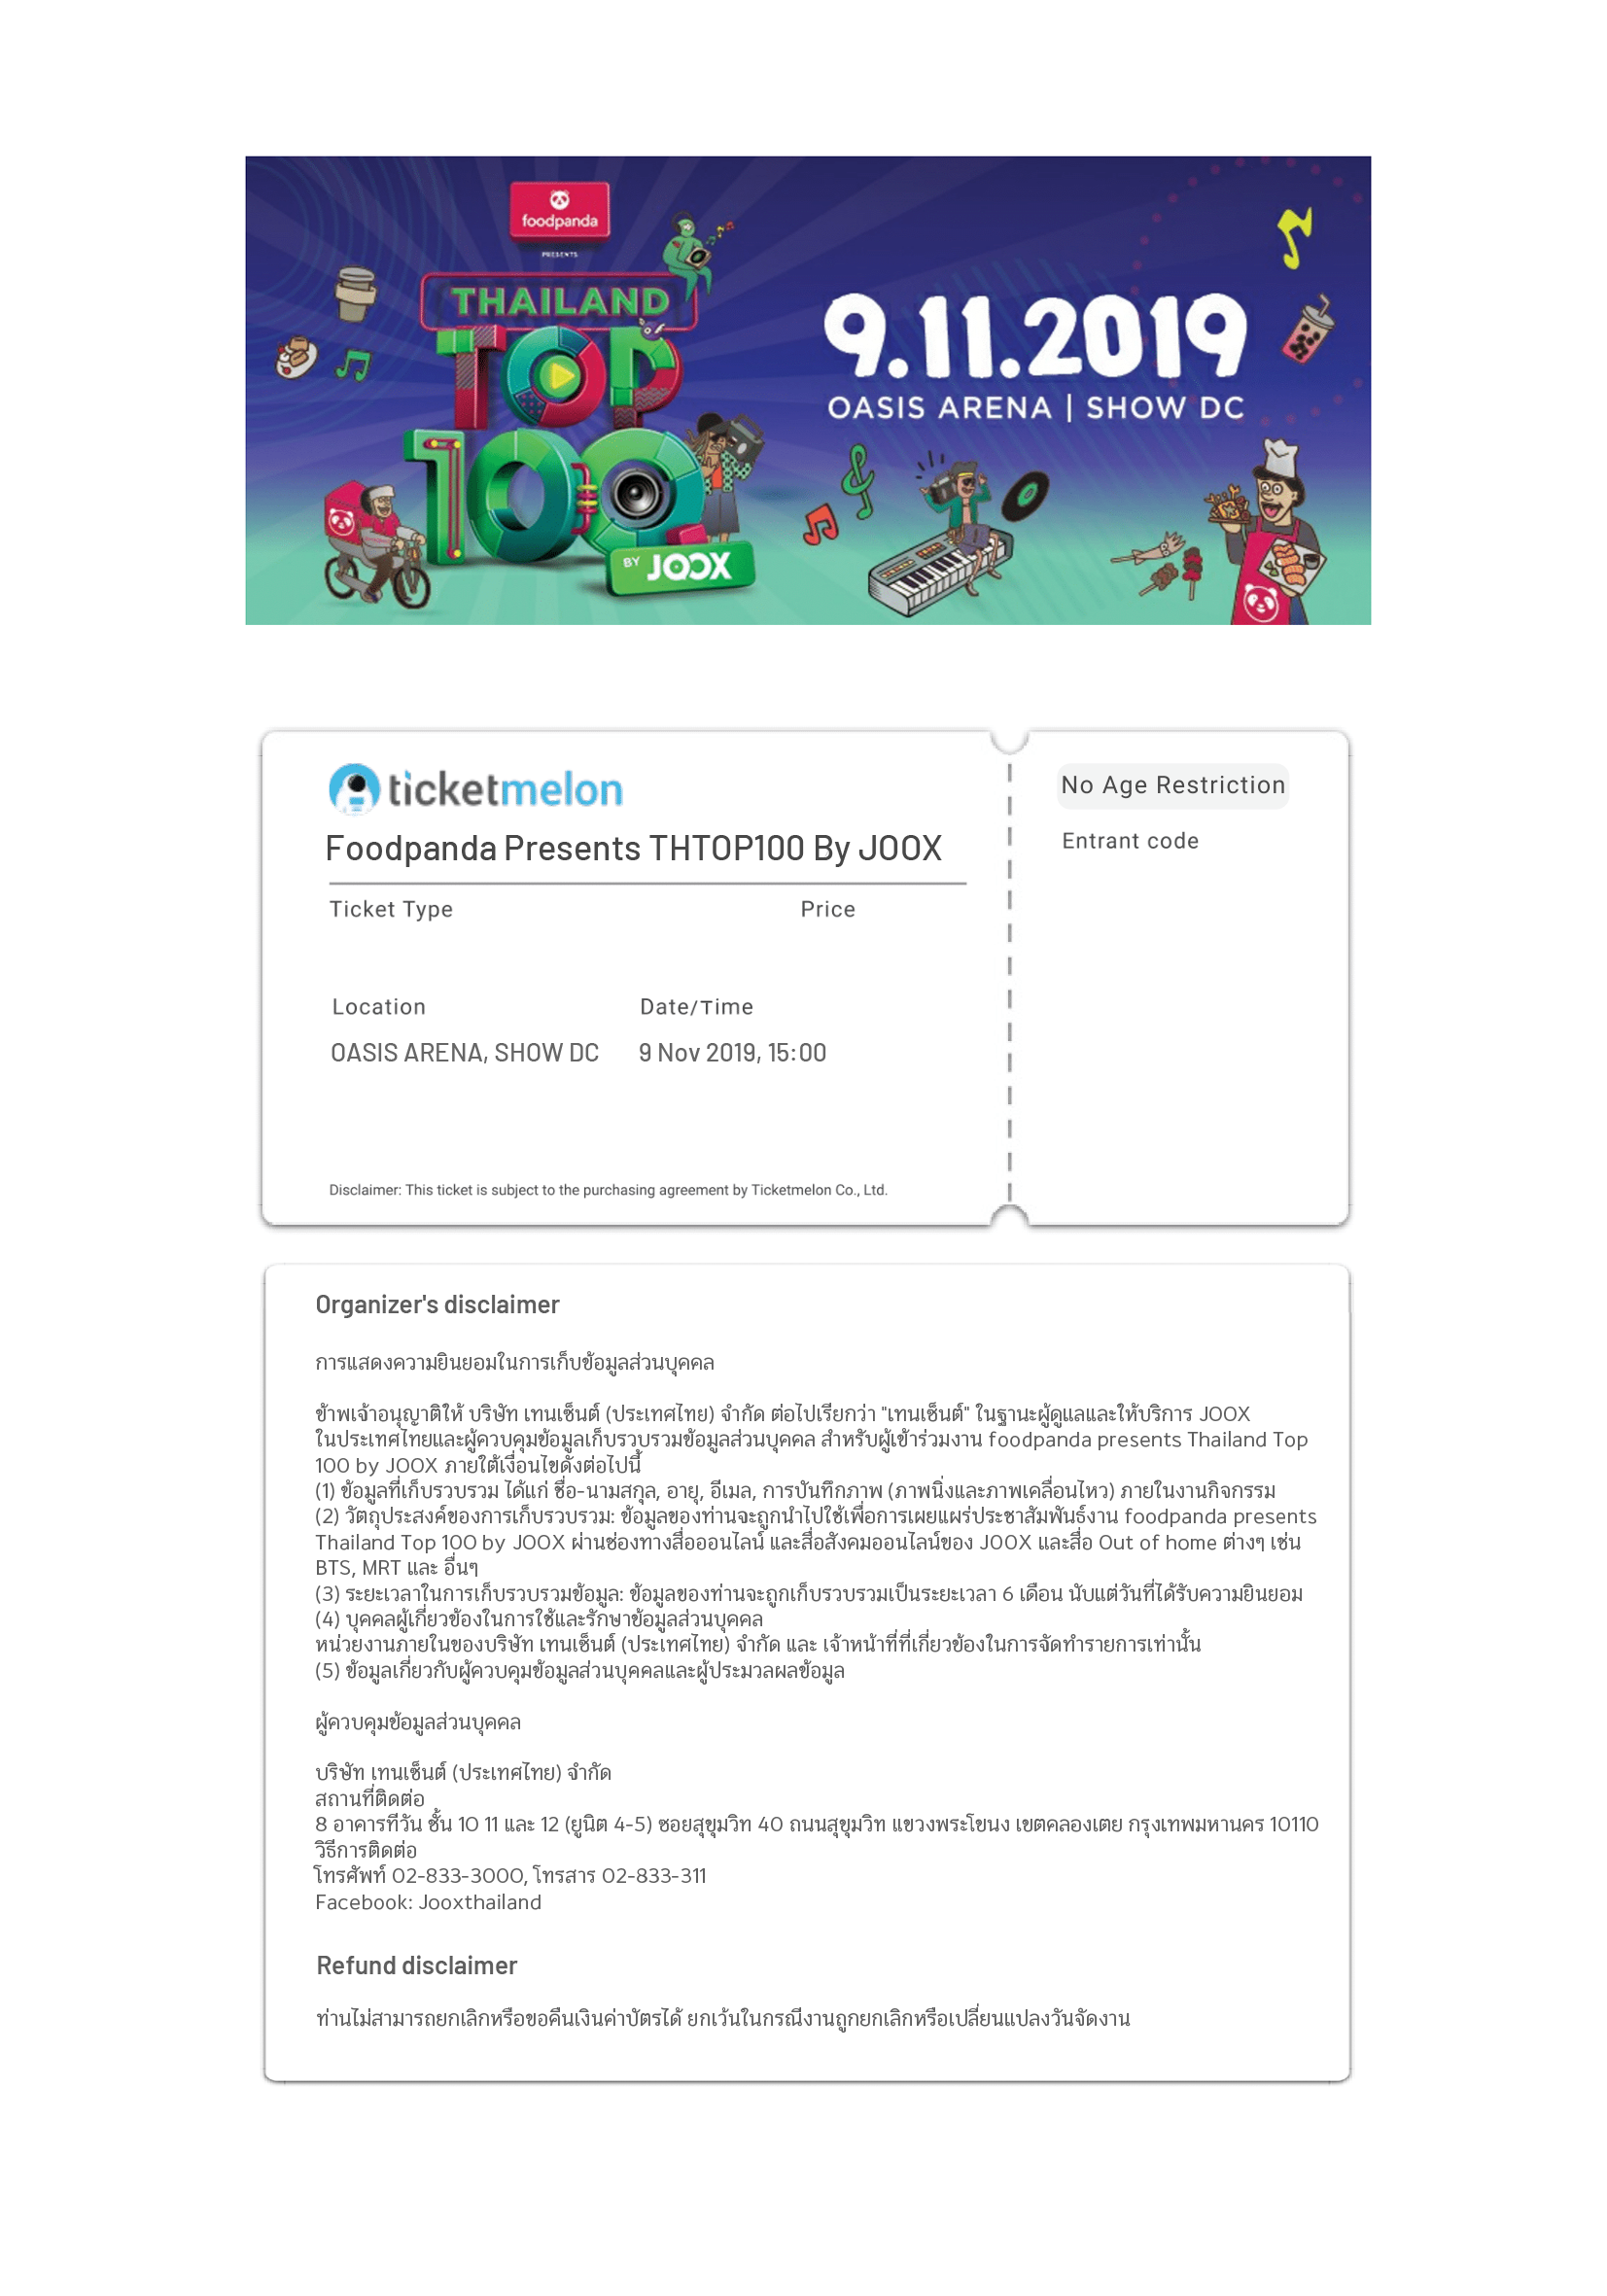 foodpanda
PRESENTS
THAILAND
TOP
100
BY JOOX
9.11.2019
OASIS ARENA | SHOW DC
ticketmelon
Foodpanda Presents THTOP100 By JOOX
Ticket Type
Price
Location
Date/Time
OASIS ARENA, SHOW DC
9 Nov 2019, 15:00
Disclaimer: This ticket is subject to the purchasing agreement by Ticketmelon Co., Ltd.
No Age Restriction
Entrant code
Organizer's disclaimer
การแสดงความยินยอมในการเก็บข้อมูลส่วนบุคคล
ข้าพเจ้าอนุญาติให้ บริษัท เทนเซ็นต์ (ประเทศไทย) จำกัด ต่อไปเรียกว่า "เทนเซ็นต์" ในฐานะผู้ดูแลและให้บริการ JOOX
ในประเทศไทยและผู้ควบคุมข้อมูลเก็บรวบรวมข้อมูลส่วนบุคคล สำหรับผู้เข้าร่วมงาน foodpanda presents Thailand Top
100 by JOOX ภายใต้เงื่อนไขดังต่อไปนี้
(1) ข้อมูลที่เก็บรวบรวม ได้แก่ ชื่อ-นามสกุล, อายุ, อีเมล, การบันทึกภาพ (ภาพนิ่งและภาพเคลื่อนไหว) ภายในงานกิจกรรม
(2) วัตถุประสงค์ของการเก็บรวบรวม: ข้อมูลของท่านจะถูกนำไปใช้เพื่อการเผยแผร่ประชาสัมพันธ์งาน foodpanda presents
Thailand Top 100 by JOOX ผ่านช่องทางสื่อออนไลน์ และสื่อสังคมออนไลน์ของ JOOX และสื่อ Out of home ต่างๆ เช่น
BTS, MRT และ อื่นๆ
(3) ระยะเวลาในการเก็บรวบรวมข้อมูล: ข้อมูลของท่านจะถูกเก็บรวบรวมเป็นระยะเวลา 6 เดือน นับแต่วันที่ได้รับความยินยอม
(4) บุคคลผู้เกี่ยวข้องในการใช้และรักษาข้อมูลส่วนบุคคล
หน่วยงานภายในของบริษัท เทนเซ็นต์ (ประเทศไทย) จำกัด และ เจ้าหน้าที่ที่เกี่ยวข้องในการจัดทำรายการเท่านั้น
(5) ข้อมูลเกี่ยวกับผู้ควบคุมข้อมูลส่วนบุคคลและผู้ประมวลผลข้อมูล
ผู้ควบคุมข้อมูลส่วนบุคคล
บริษัท เทนเซ็นต์ (ประเทศไทย) จำกัด
สถานที่ติดต่อ
8 อาคารทีวัน ชั้น 10 11 และ 12 (ยูนิต 4-5) ซอยสุขุมวิท 40 ถนนสุขุมวิท แขวงพระโขนง เขตคลองเตย กรุงเทพมหานคร 10110
วิธีการติดต่อ
โทรศัพท์ 02-833-3000, โทรสาร 02-833-311
Facebook: Jooxthailand
Refund disclaimer
ท่านไม่สามารถยกเลิกหรือขอคืนเงินค่าบัตรได้ ยกเว้นในกรณีงานถูกยกเลิกหรือเปลี่ยนแปลงวันจัดงาน